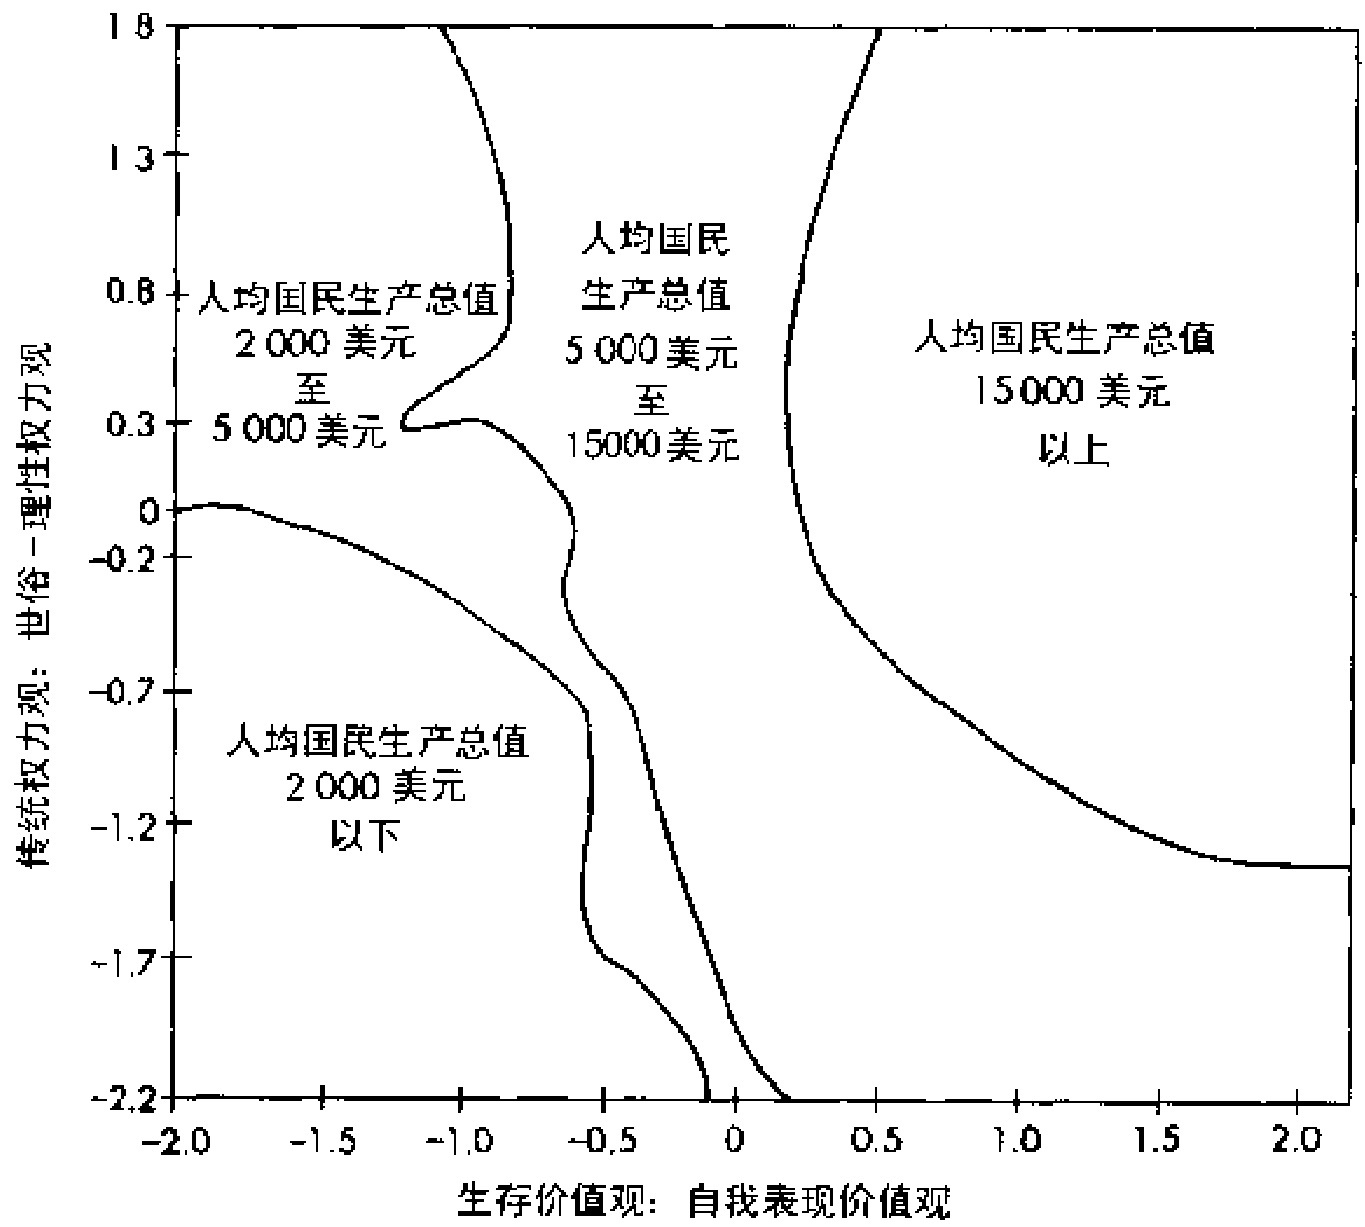 1 8
1 3
0.8
0.3
0
-0.2
-0.7
-1.2
-1.7
-2.2
传统权力观：世俗-理性权力观
人均国民生产总值
2 000 美元
至
5 000 美元
人均国民
生产总值
5 000 美元
至
15000 美元
人均国民生产总值
15 000 美元
以上
人均国民生产总值
2 000 美元
以下
-2.0 -1.5 -1.0 -0.5 0 0.5 1.0 1.5 2.0
生存价值观：自我表现价值观